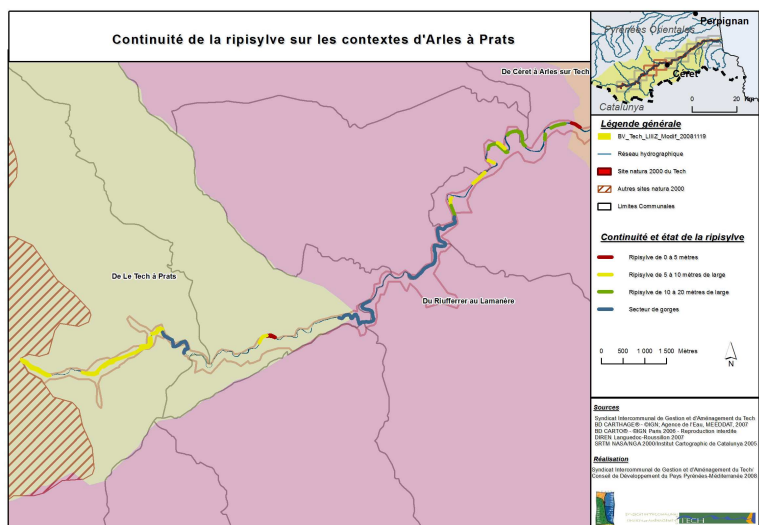 Continuité de la ripisylve sur les contextes d'Arles à Prats
Perpignan
Pyrénées Orientales
Céret
Catalunya
0 20 Km
De Céret à Arles sur Tech
De Le Tech à Prats
Du Riuferrer au Lamanère
Légende générale
BV_Tech_LIIIZ_Modif_20081119
Réseau hydrographique
Site natura 2000 du Tech
Autres sites natura 2000
Limites Communales
Continuité et état de la ripisylve
Ripisylve de 0 à 5 mètres
Ripisylve de 5 à 10 mètres de large
Ripisylve de 10 à 20 mètres de large
Secteur de gorges
0 500 1 000 1 500 Mètres
N
Sources
Syndicat Intercommunal de Gestion et d'Aménagement du Tech
BD CARTHAGE® - ©IGN; Agence de l'Eau, MEEDDAT, 2007
BD CARTO® - ©IGN Paris 2006 - Reproduction interdite
DIREN Languedoc-Roussillon 2007
SRTM NASA/NGA 2000/Institut Cartografic de Catalunya 2005
Réalisation
Syndicat Intercommunal de Gestion et d'Aménagement du Tech/
Conseil de Développement du Pays Pyrénées-Méditerranée 2008
TECH